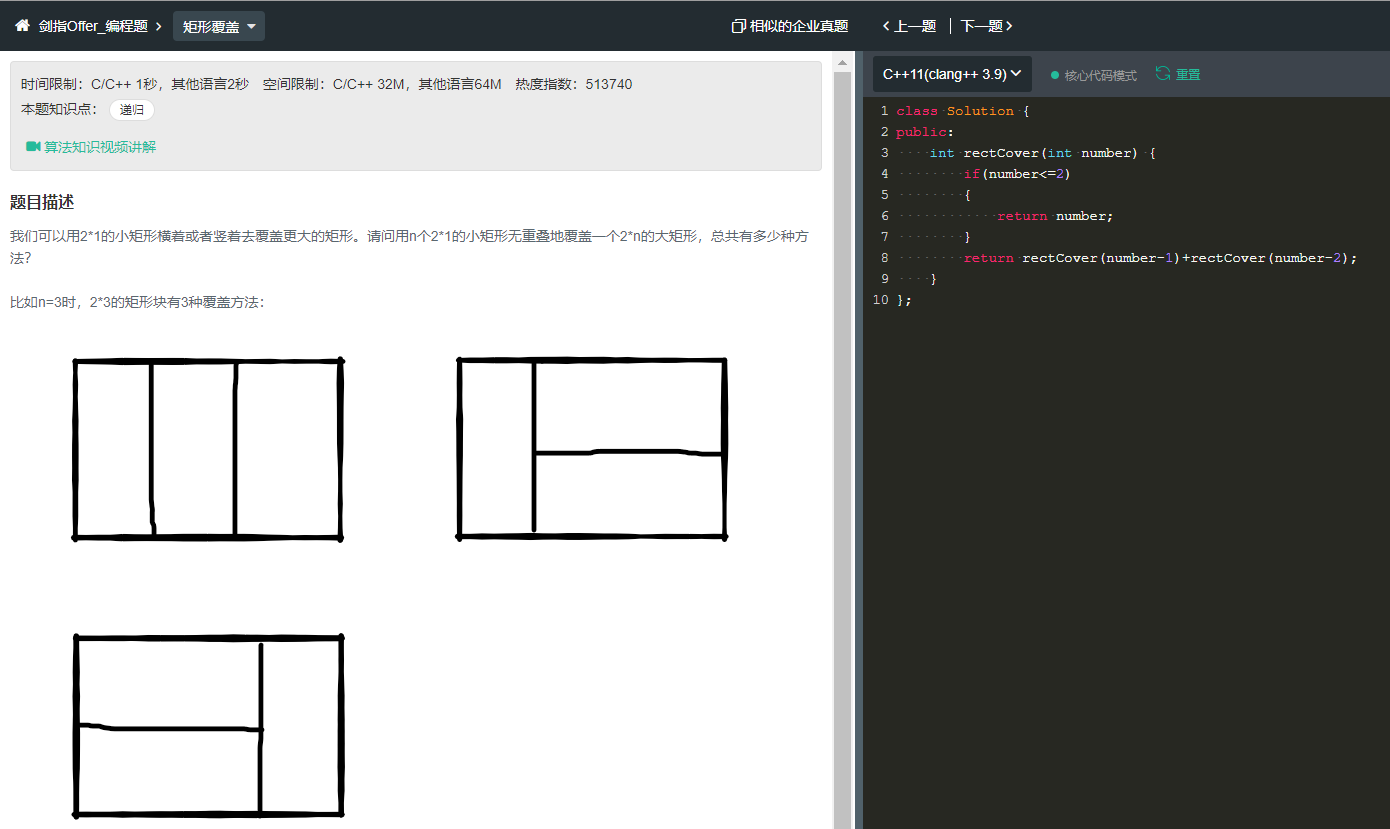 剑指Offer_编程题 > 矩形覆盖 相似的企业真题 < 上一题 | 下一题 >
时间限制：C/C++ 1秒，其他语言2秒 空间限制：C/C++ 32M，其他语言64M 热度指数：513740
本题知识点： 递归
算法知识视频讲解
题目描述
我们可以用2*1的小矩形横着或者竖着去覆盖更大的矩形。请问用n个2*1的小矩形无重叠地覆盖一个2*n的大矩形，总共有多少种方
法？
比如n=3时，2*3的矩形块有3种覆盖方法：
C++11(clang++ 3.9) 核心代码模式 重置
1 class Solution {
2 public:
3     int rectCover(int number) {
4         if(number<=2)
5         {
6             return number;
7         }
8         return rectCover(number-1)+rectCover(number-2);
9     }
10 };